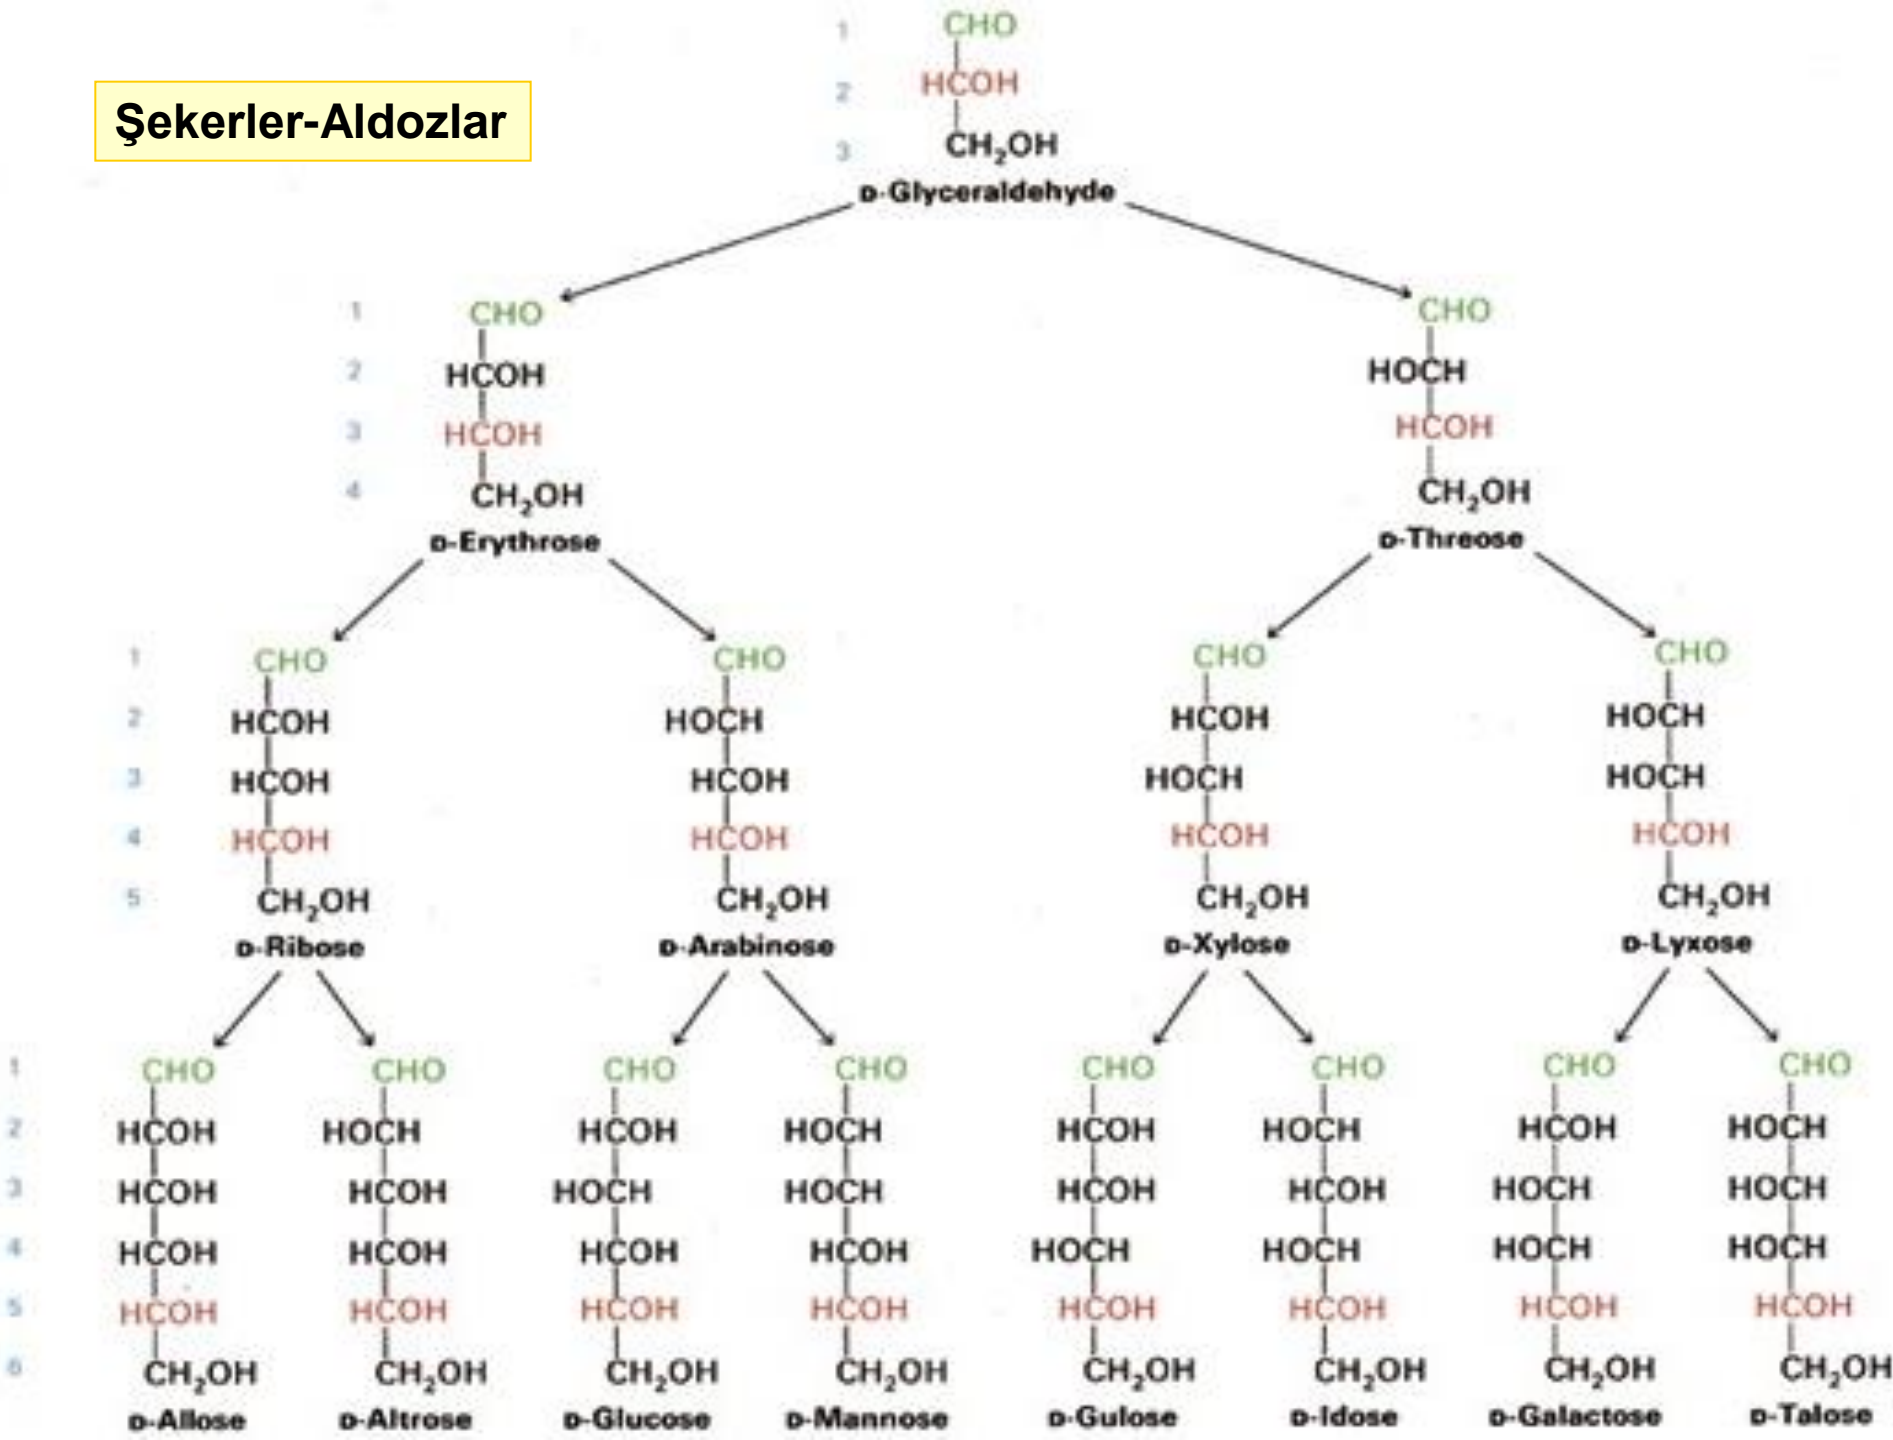 Şekerler-Aldozlar
1 CHO
2 HCOH
3 CH₂OH
D-Glyceraldehyde
1 CHO CHO
2 HCOH HOCH
3 HCOH HCOH
4 CH₂OH CH₂OH
D-Erythrose D-Threose
1 CHO CHO CHO CHO
2 HCOH HOCH HCOH HOCH
3 HCOH HCOH HOCH HOCH
4 HCOH HCOH HCOH HCOH
5 CH₂OH CH₂OH CH₂OH CH₂OH
D-Ribose D-Arabinose D-Xylose D-Lyxose
1 CHO CHO CHO CHO CHO CHO CHO CHO
2 HCOH HOCH HCOH HOCH HCOH HOCH HCOH HOCH
3 HCOH HCOH HOCH HOCH HCOH HCOH HOCH HOCH
4 HCOH HCOH HCOH HCOH HOCH HOCH HOCH HOCH
5 HCOH HCOH HCOH HCOH HCOH HCOH HCOH HCOH
6 CH₂OH CH₂OH CH₂OH CH₂OH CH₂OH CH₂OH CH₂OH CH₂OH
D-Allose D-Altrose D-Glucose D-Mannose D-Gulose D-Idose D-Galactose D-Talose